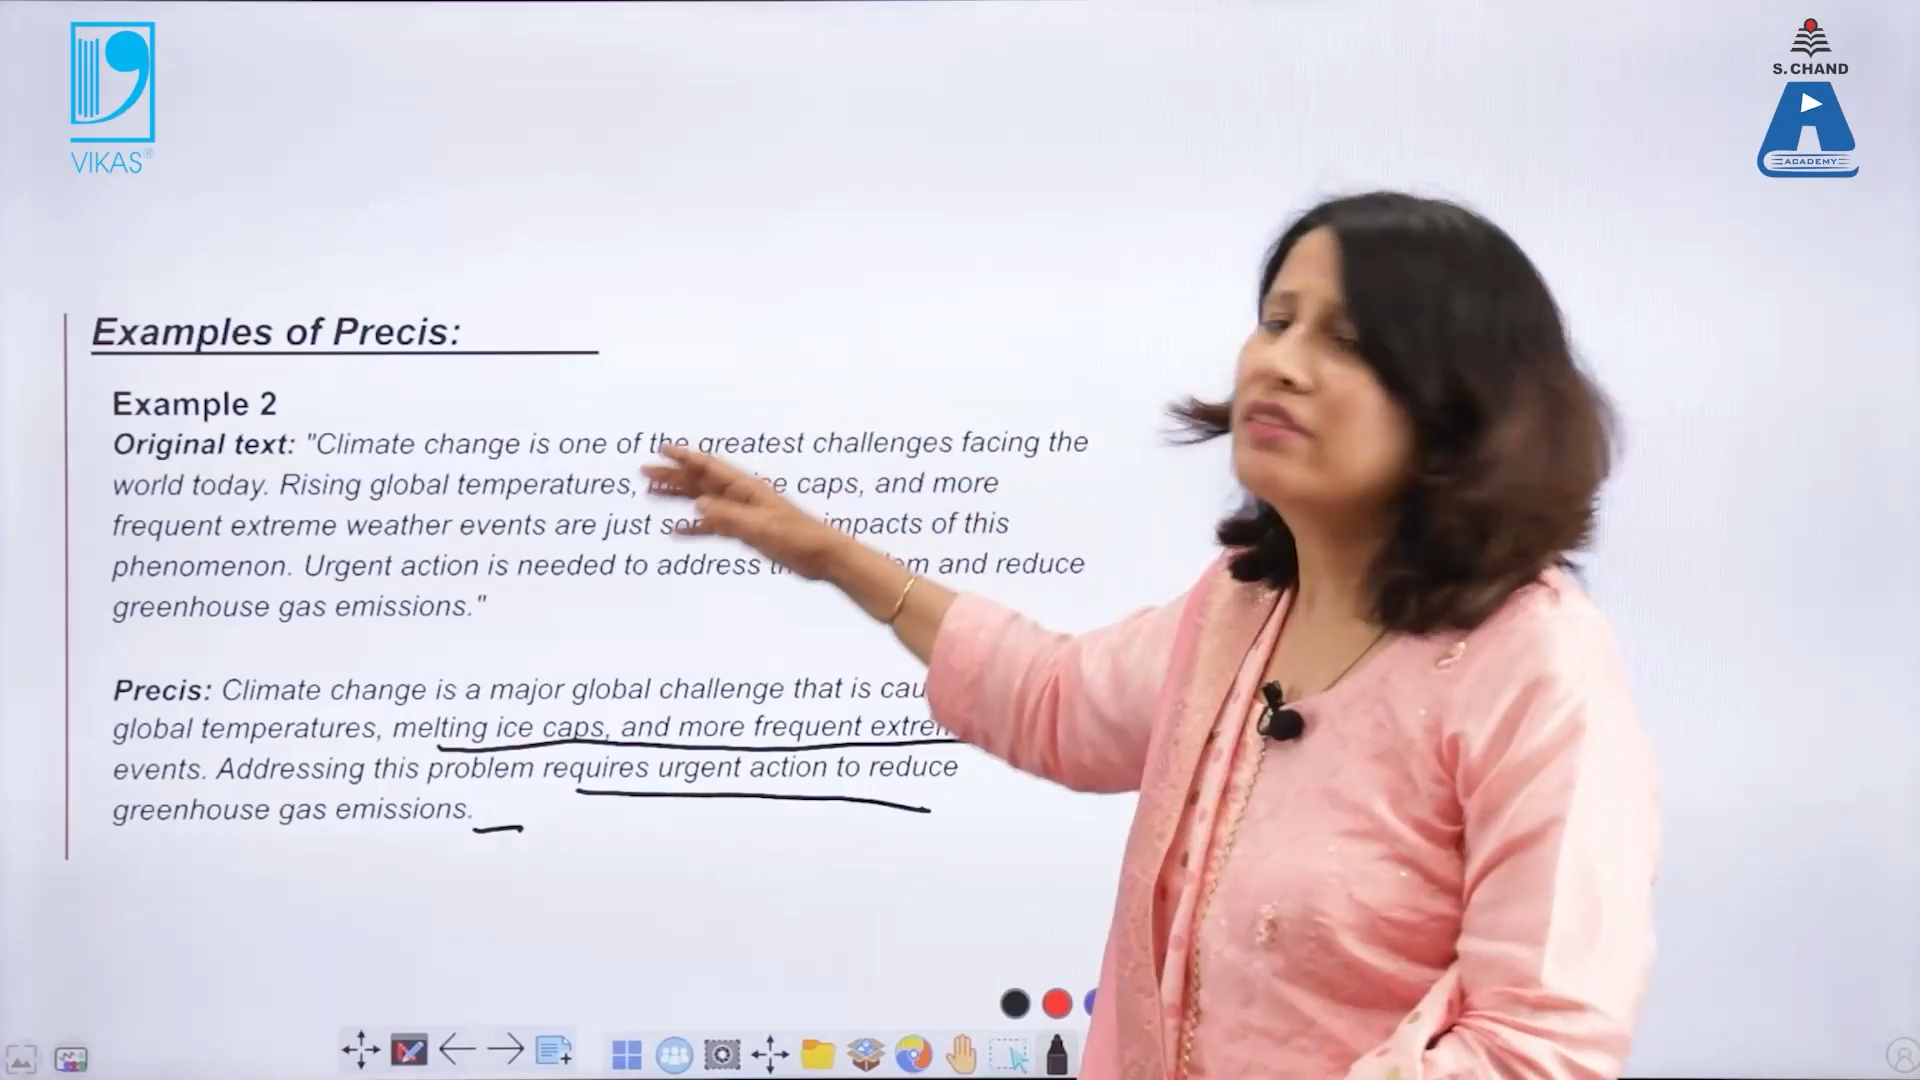 VIKAS®
S. CHAND
ACADEMY
Examples of Precis:
Example 2
Original text: "Climate change is one of the greatest challenges facing the
world today. Rising global temperatures, caps, and more
frequent extreme weather events are just impacts of this
phenomenon. Urgent action is needed to address and reduce
greenhouse gas emissions."
Precis: Climate change is a major global challenge that is
global temperatures, melting ice caps, and more frequent
events. Addressing this problem requires urgent action to reduce
greenhouse gas emissions.